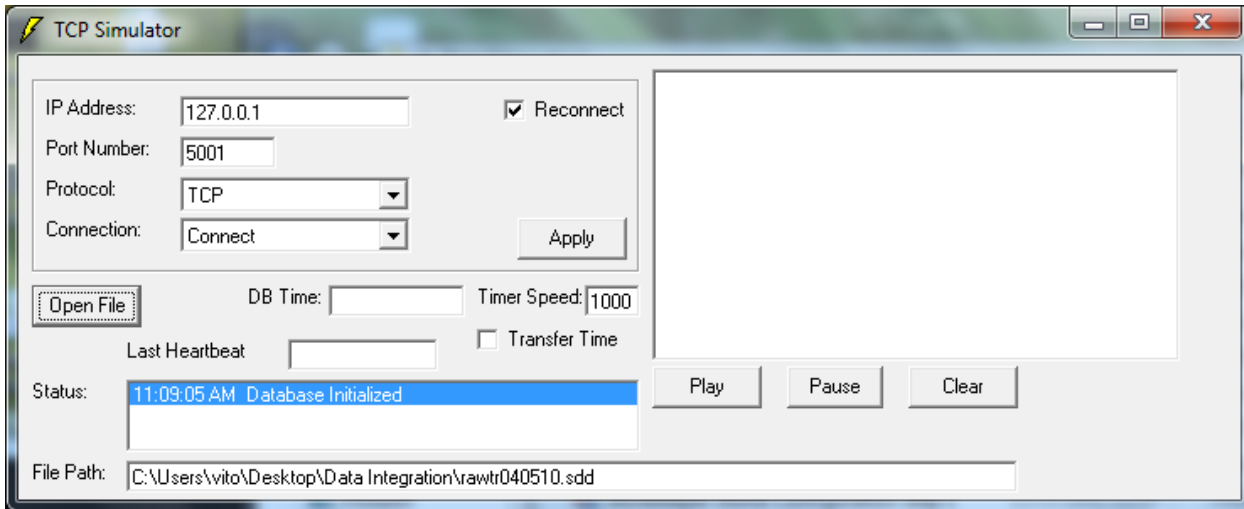 TCP Simulator
IP Address: 127.0.0.1 Reconnect
Port Number: 5001
Protocol: TCP
Connection: Connect Apply
Open File DB Time: Timer Speed: 1000
Transfer Time
Last Heartbeat
Status: 11:09:05 AM Database Initialized
Play Pause Clear
File Path: C:\Users\vito\Desktop\Data Integration\rawtr040510.sdd